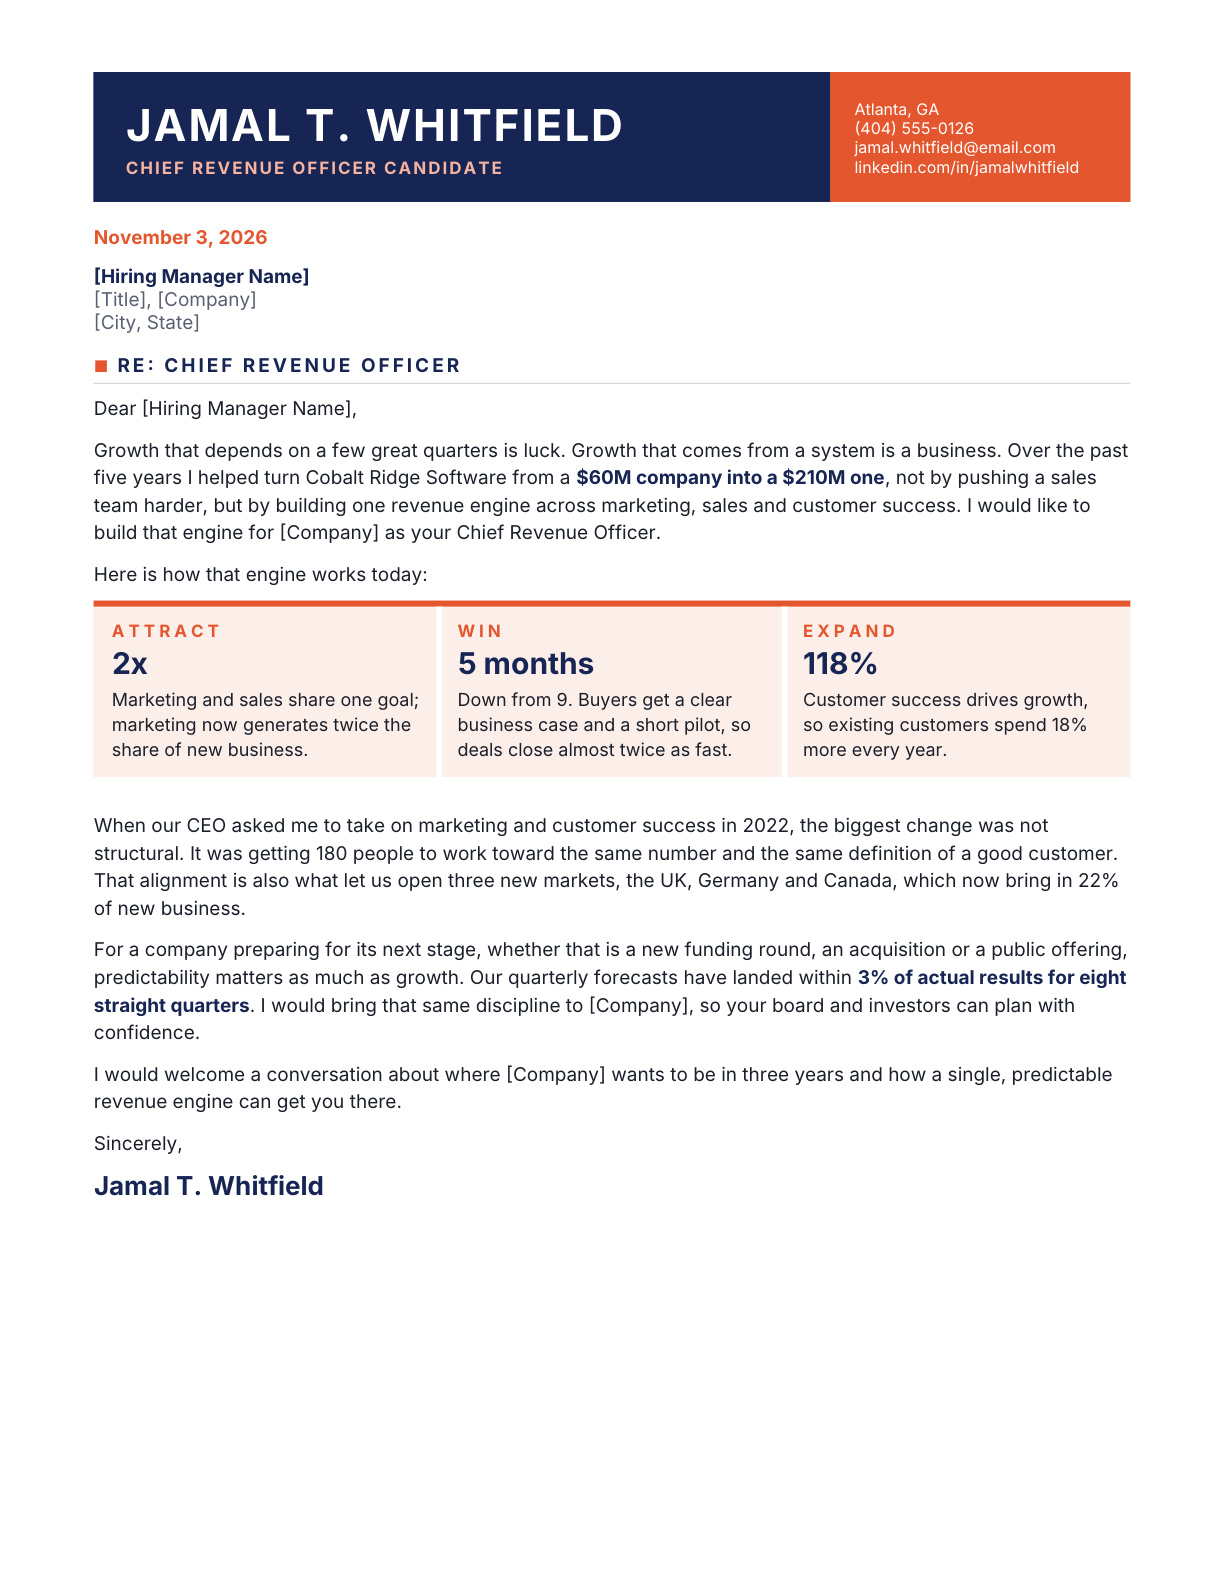 JAMAL T. WHITFIELD
CHIEF REVENUE OFFICER CANDIDATE
Atlanta, GA
(404) 555-0126
jamal.whitfield@email.com
linkedin.com/in/jamalwhitfield
November 3, 2026
[Hiring Manager Name]
[Title], [Company]
[City, State]
RE: CHIEF REVENUE OFFICER
Dear [Hiring Manager Name],
Growth that depends on a few great quarters is luck. Growth that comes from a system is a business. Over the past
five years I helped turn Cobalt Ridge Software from a $60M company into a $210M one, not by pushing a sales
team harder, but by building one revenue engine across marketing, sales and customer success. I would like to
build that engine for [Company] as your Chief Revenue Officer.
Here is how that engine works today:
ATTRACT
2x
Marketing and sales share one goal;
marketing now generates twice the
share of new business.
WIN
5 months
Down from 9. Buyers get a clear
business case and a short pilot, so
deals close almost twice as fast.
EXPAND
118%
Customer success drives growth,
so existing customers spend 18%
more every year.
When our CEO asked me to take on marketing and customer success in 2022, the biggest change was not
structural. It was getting 180 people to work toward the same number and the same definition of a good customer.
That alignment is also what let us open three new markets, the UK, Germany and Canada, which now bring in 22%
of new business.
For a company preparing for its next stage, whether that is a new funding round, an acquisition or a public offering,
predictability matters as much as growth. Our quarterly forecasts have landed within 3% of actual results for eight
straight quarters. I would bring that same discipline to [Company], so your board and investors can plan with
confidence.
I would welcome a conversation about where [Company] wants to be in three years and how a single, predictable
revenue engine can get you there.
Sincerely,
Jamal T. Whitfield